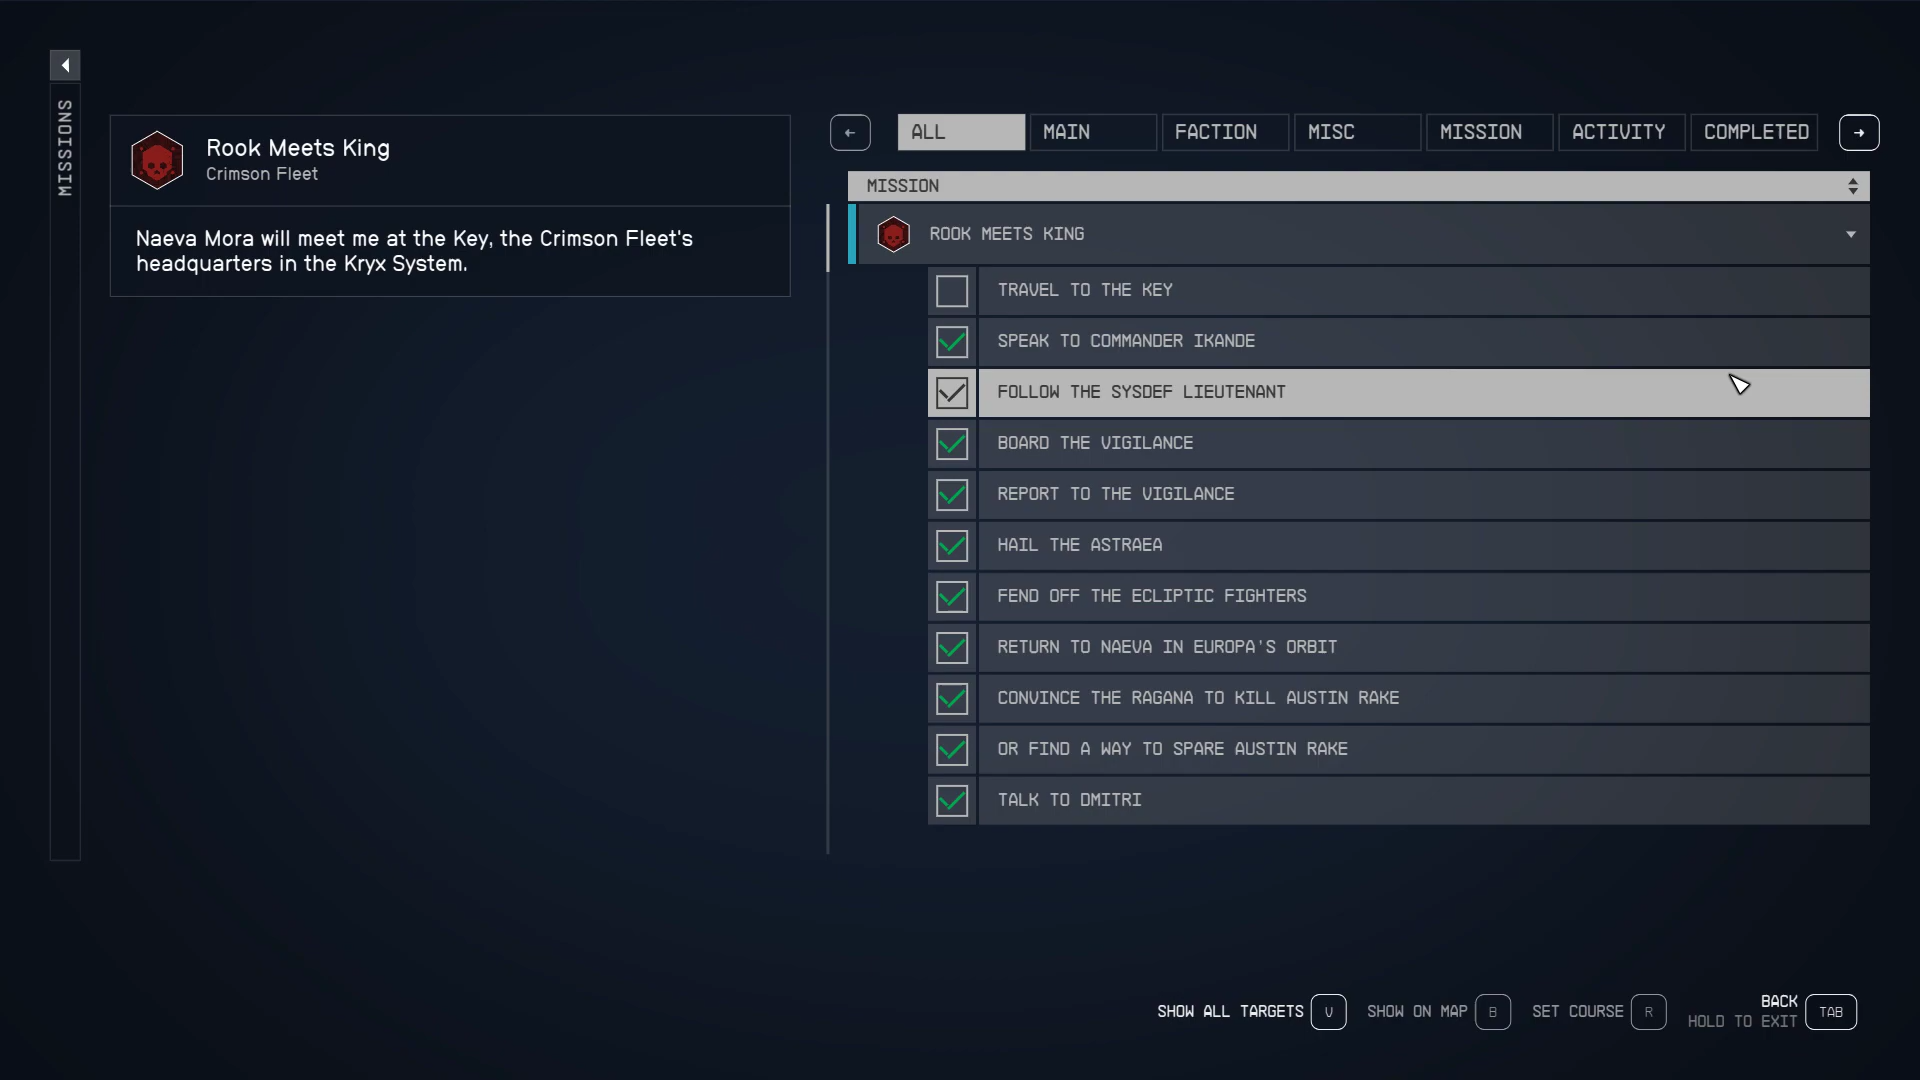 MISSIONS
Rook Meets King
Crimson Fleet
Naeva Mora will meet me at the Key, the Crimson Fleet's
headquarters in the Kryx System.
ALL MAIN FACTION MISC MISSION ACTIVITY COMPLETED
MISSION
ROOK MEETS KING
TRAVEL TO THE KEY
SPEAK TO COMMANDER IKANDE
FOLLOW THE SYSDEF LIEUTENANT
BOARD THE VIGILANCE
REPORT TO THE VIGILANCE
HAIL THE ASTRAEA
FEND OFF THE ECLIPTIC FIGHTERS
RETURN TO NAEVA IN EUROPA'S ORBIT
CONVINCE THE RAGANA TO KILL AUSTIN RAKE
OR FIND A WAY TO SPARE AUSTIN RAKE
TALK TO DMITRI
SHOW ALL TARGETS V SHOW ON MAP B SET COURSE R BACK TAB
HOLD TO EXIT